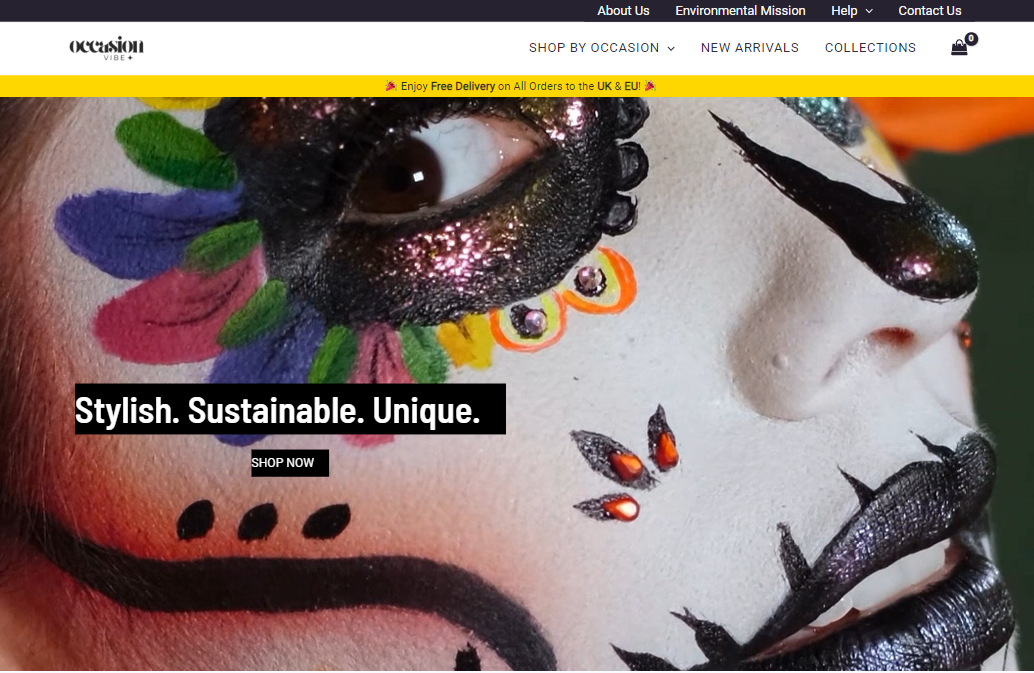 About Us Environmental Mission Help Contact Us
occasion
VIBE
SHOP BY OCCASION NEW ARRIVALS COLLECTIONS 0
🎉 Enjoy Free Delivery on All Orders to the UK & EU! 🎉
Stylish. Sustainable. Unique.
SHOP NOW